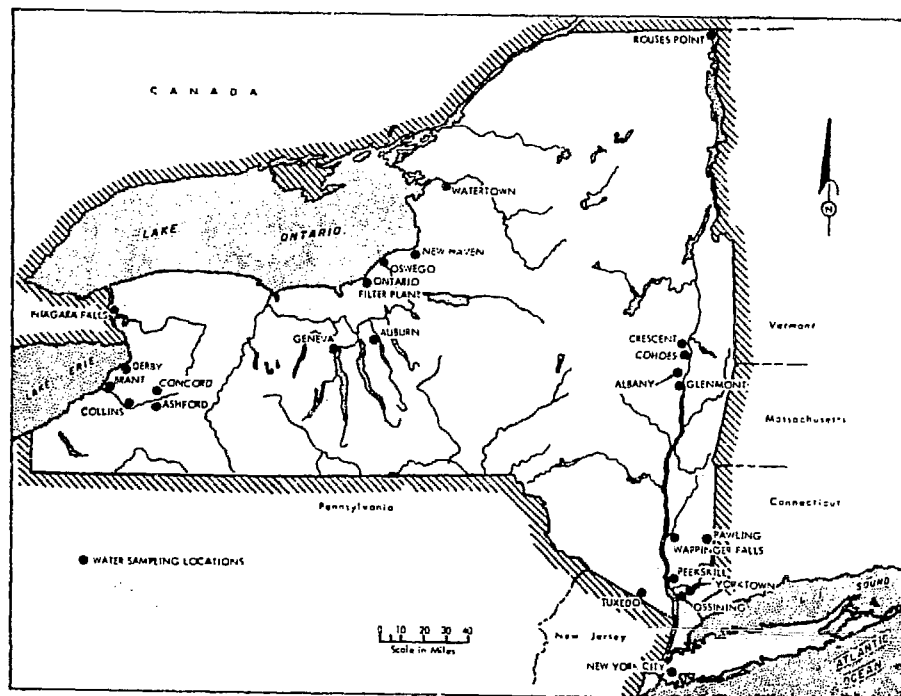 ROUSES POINT
CANADA
WATERTOWN
LAKE ONTARIO
NEW HAVEN
OSWEGO
ONTARIO
FILTER PLANT
NIAGARA FALLS
GENEVA
AUBURN
CRESCENT
COHOES
Vermont
LAKE ERIE
DERBY
BRANT
CONCORD
ALBANY
GLENMONT
COLLINS
ASHFORD
Massachusetts
Connecticut
Pennsylvania
PAWLING
WAPPINGER FALLS
WATER SAMPLING LOCATIONS
PEEKSKILL
YORKTOWN
TUXEDO
OSSINING
L I SOUND
0 10 20 30 40
Scale in Miles
New Jersey
NEW YORK CITY
ATLANTIC
OCEAN
N